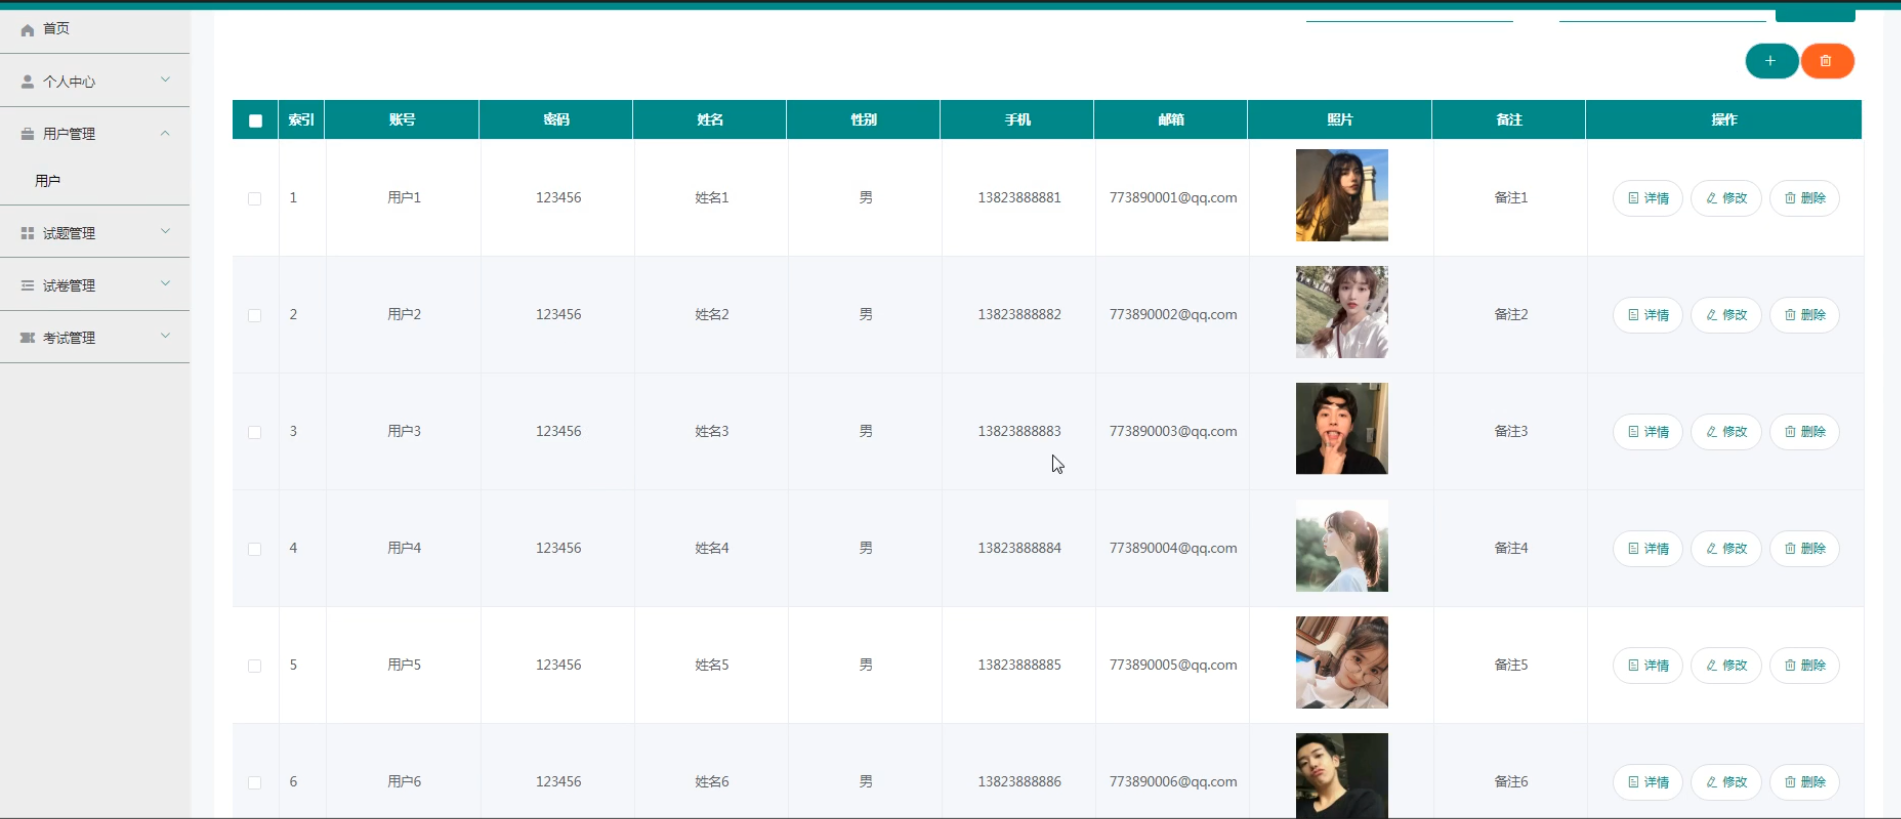 首页
个人中心
用户管理
用户
试题管理
试卷管理
考试管理
索引 账号 密码 姓名 性别 手机 邮箱 照片 备注 操作
1 用户1 123456 姓名1 男 13823888881 773890001@qq.com 备注1 详情 修改 删除
2 用户2 123456 姓名2 男 13823888882 773890002@qq.com 备注2 详情 修改 删除
3 用户3 123456 姓名3 男 13823888883 773890003@qq.com 备注3 详情 修改 删除
4 用户4 123456 姓名4 男 13823888884 773890004@qq.com 备注4 详情 修改 删除
5 用户5 123456 姓名5 男 13823888885 773890005@qq.com 备注5 详情 修改 删除
6 用户6 123456 姓名6 男 13823888886 773890006@qq.com 备注6 详情 修改 删除